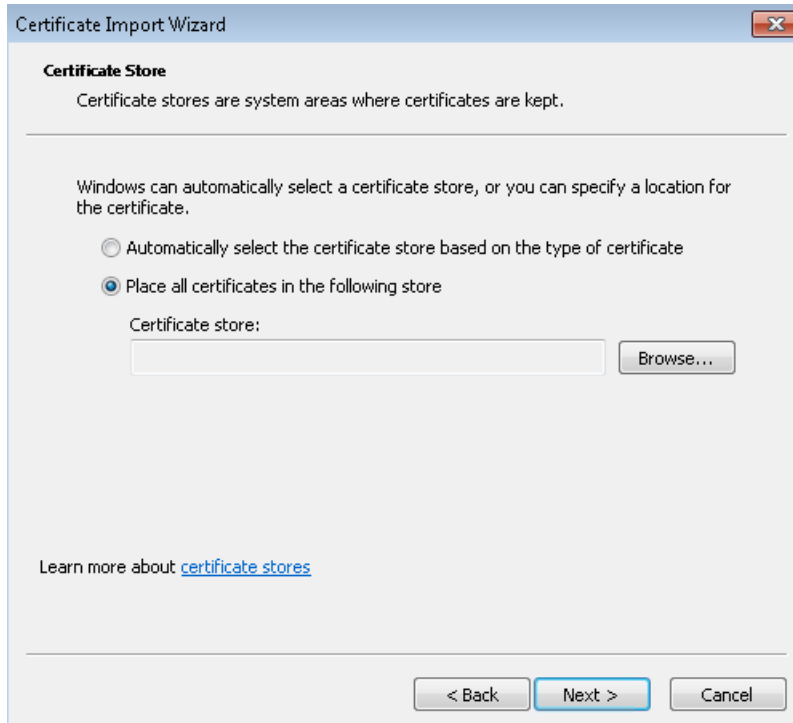 Certificate Import Wizard
Certificate Store
Certificate stores are system areas where certificates are kept.
Windows can automatically select a certificate store, or you can specify a location for
the certificate.
Automatically select the certificate store based on the type of certificate
Place all certificates in the following store
Certificate store:
Browse...
Learn more about certificate stores
< Back Next > Cancel